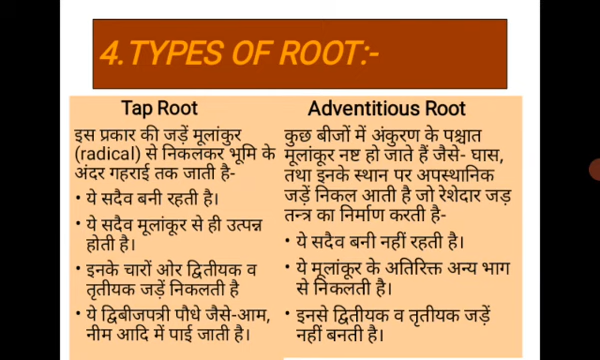 4.TYPES OF ROOT:-
Tap Root
इस प्रकार की जड़ें मूलांकुर
(radical) से निकलकर भूमि के
अंदर गहराई तक जाती है-
• ये सदैव बनी रहती है।
• ये सदैव मूलांकूर से ही उत्पन्न
होती है।
• इनके चारों ओर द्वितीयक व
तृतीयक जड़ें निकलती है
• ये द्विबीजपत्री पौधे जैसे-आम,
नीम आदि में पाई जाती है।
Adventitious Root
कुछ बीजों में अंकुरण के पश्चात
मूलांकूर नष्ट हो जाते हैं जैसे- घास,
तथा इनके स्थान पर अपस्थानिक
जड़ें निकल आती है जो रेशेदार जड़
तन्त्र का निर्माण करती है-
• ये सदैव बनी नहीं रहती है।
• ये मूलांकूर के अतिरिक्त अन्य भाग
से निकलती है।
• इनसे द्वितीयक व तृतीयक जड़ें
नहीं बनती है।